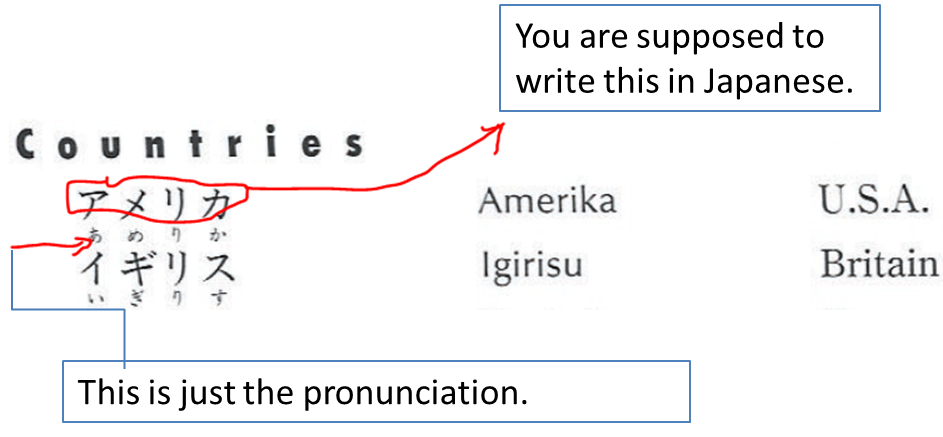 You are supposed to
write this in Japanese.
Countries
アメリカ Amerika U.S.A.
あめりか
イギリス Igirisu Britain
いぎりす
This is just the pronunciation.